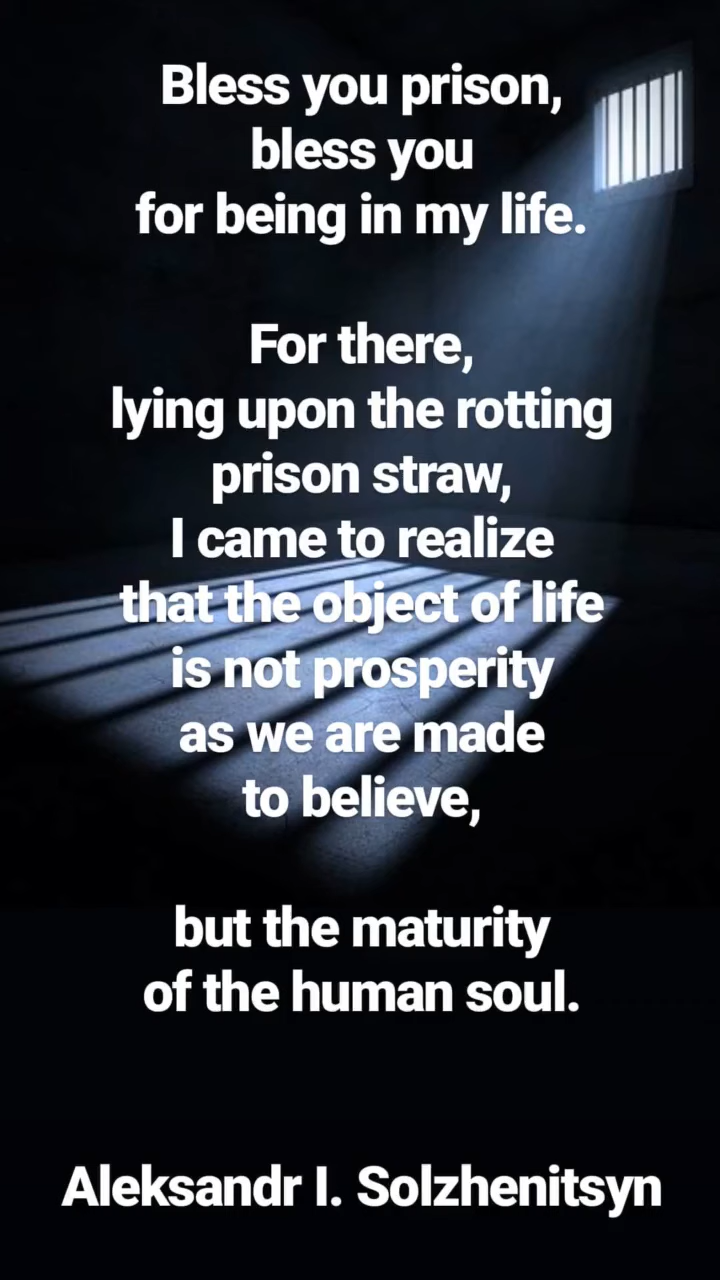 Bless you prison,
bless you
for being in my life.
For there,
lying upon the rotting
prison straw,
I came to realize
that the object of life
is not prosperity
as we are made
to believe,
but the maturity
of the human soul.
Aleksandr I. Solzhenitsyn